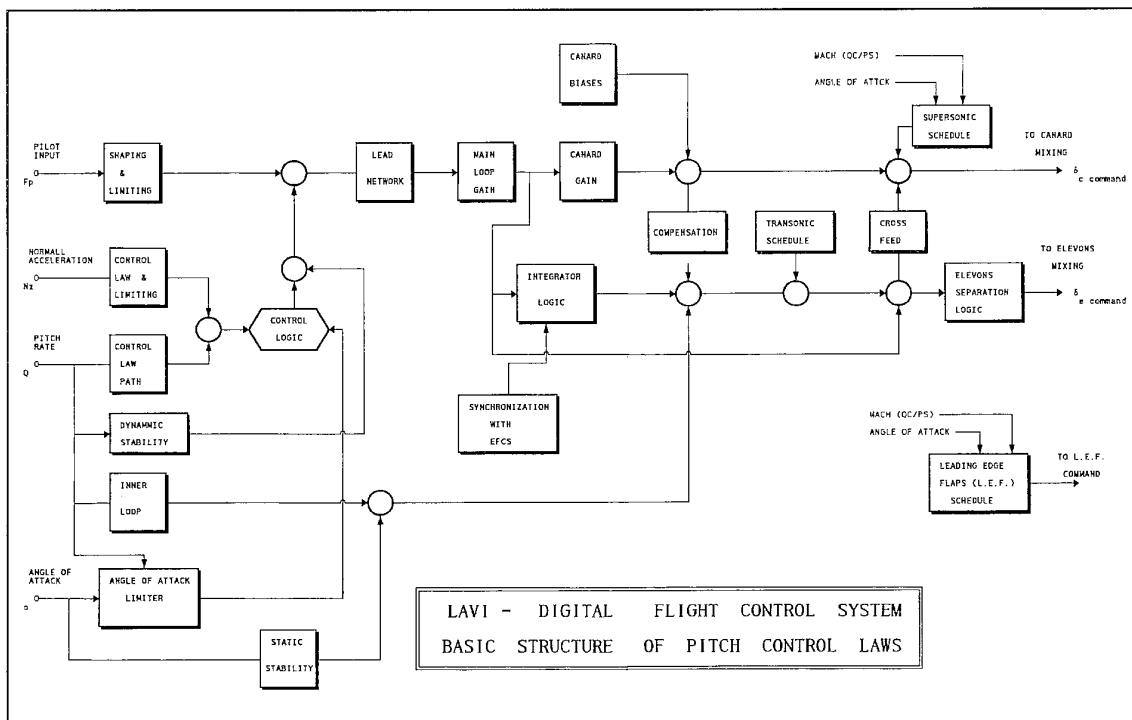 CANARD
BIASES
MACH (QC/PS)
ANGLE OF ATTCK
SUPERSONIC
SCHEDULE
TO CANARD
MIXING
δ c command
PILOT
INPUT
Fp
SHAPING
&
LIMITING
LEAD
NETWORK
MAIN
LOOP
GAIN
CANARD
GAIN
COMPENSATION
TRANSONIC
SCHEDULE
CROSS
FEED
NORMALL
ACCELERATION
Nz
CONTROL
LAW &
LIMITING
INTEGRATOR
LOGIC
TO ELEVONS
MIXING
ELEVONS
SEPARATION
LOGIC
δ e command
CONTROL
LOGIC
PITCH
RATE
Q
CONTROL
LAW
PATH
SYNCHRONIZATION
WITH
EFCS
DYNAMMIC
STABILITY
MACH (QC/PS)
ANGLE OF ATTACK
LEADING EDGE
FLAPS (L.E.F.)
SCHEDULE
TO L.E.F.
COMMAND
INNER
LOOP
ANGLE OF
ATTACK
ANGLE OF ATTACK
LIMITER
STATIC
STABILITY
LAVI - DIGITAL FLIGHT CONTROL SYSTEM
BASIC STRUCTURE OF PITCH CONTROL LAWS